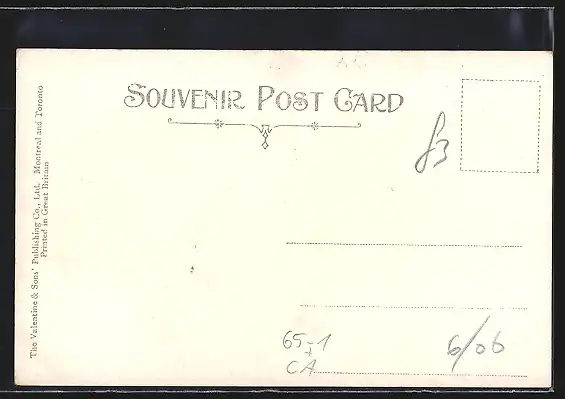 SOUVENIR POST CARD
The Valentine & Sons' Publishing Co., Ltd. Montreal and Toronto
Printed in Great Britain
65-1
CA
6/06